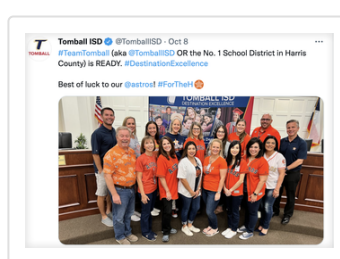 Tomball ISD @TomballISD · Oct 8 ...
#TeamTomball (aka @TomballISD OR the No. 1 School District in Harris
County) is READY. #DestinationExcellence
Best of luck to our @astros! #ForTheH
T
TOMBALL
TOMBALL ISD
DESTINATION EXCELLENCE